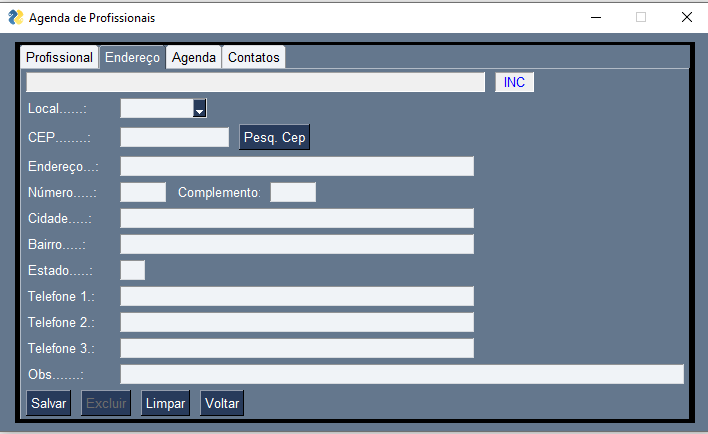 Agenda de Profissionais
Profissional Endereço Agenda Contatos
INC
Local......:
CEP........:  Pesq. Cep
Endereço...:
Número.....:  Complemento:
Cidade.....:
Bairro.....:
Estado.....:
Telefone 1.:
Telefone 2.:
Telefone 3.:
Obs.......:
Salvar Excluir Limpar Voltar